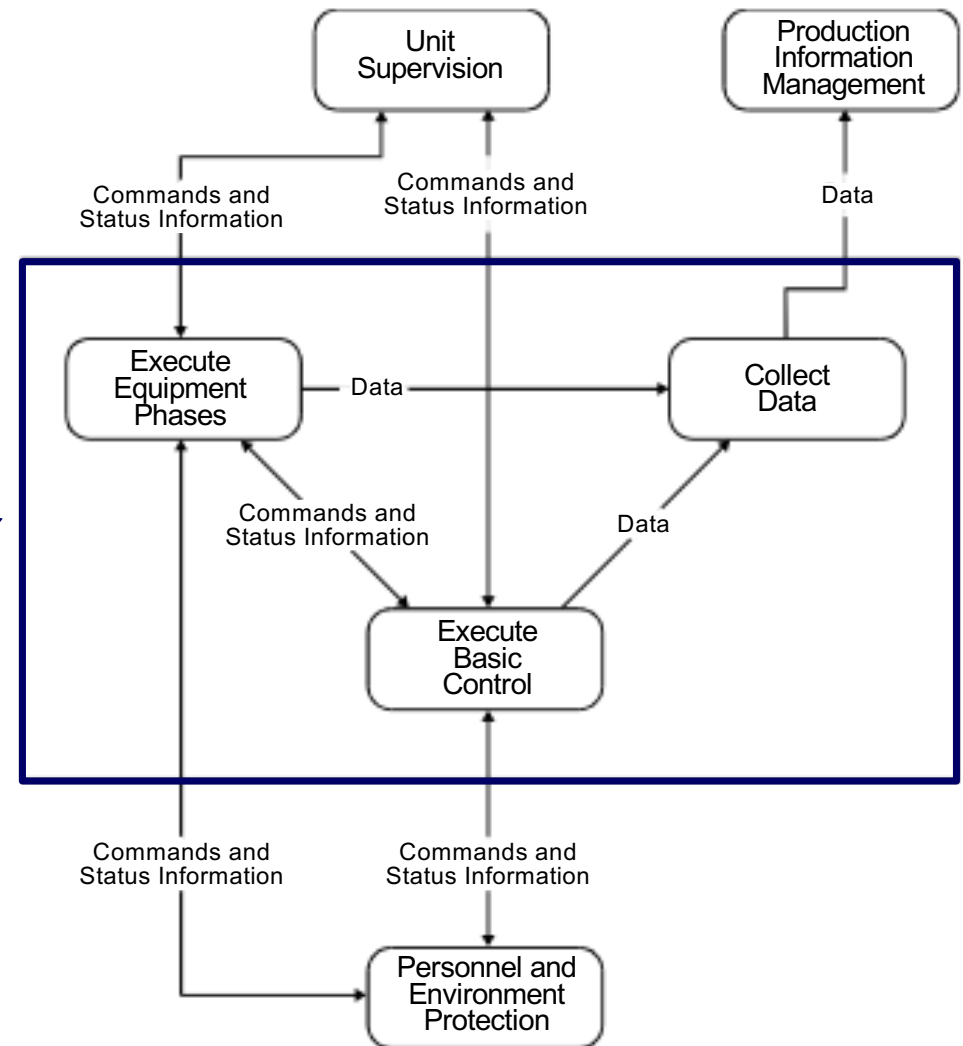 Unit
Supervision
Production
Information
Management
Commands and
Status Information
Commands and
Status Information
Data
Execute
Equipment
Phases
Data
Collect
Data
Commands and
Status Information
Data
Execute
Basic
Control
Commands and
Status Information
Commands and
Status Information
Personnel and
Environment
Protection